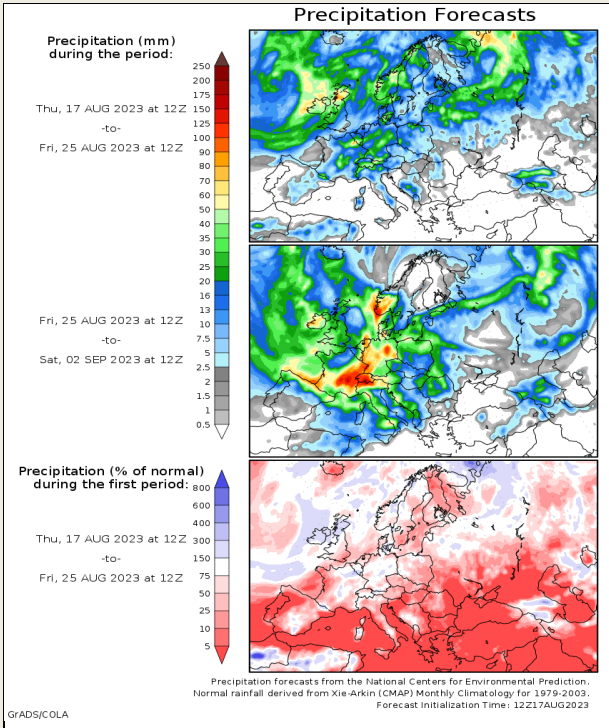 Precipitation Forecasts
Precipitation (mm)
during the period:
Thu, 17 AUG 2023 at 12Z
-to-
Fri, 25 AUG 2023 at 12Z
250
200
175
150
125
100
90
80
70
60
50
40
35
30
25
20
16
13
10
7.5
5
2.5
2
1.5
1
0.5
Fri, 25 AUG 2023 at 12Z
-to-
Sat, 02 SEP 2023 at 12Z
Precipitation (% of normal)
during the first period:
Thu, 17 AUG 2023 at 12Z
-to-
Fri, 25 AUG 2023 at 12Z
800
600
400
300
150
75
50
25
10
5
Precipitation forecasts from the National Centers for Environmental Prediction.
Normal rainfall derived from Xie-Arkin (CMAP) Monthly Climatology for 1979-2003.
Forecast Initialization Time: 12Z17AUG2023
GrADS/COLA